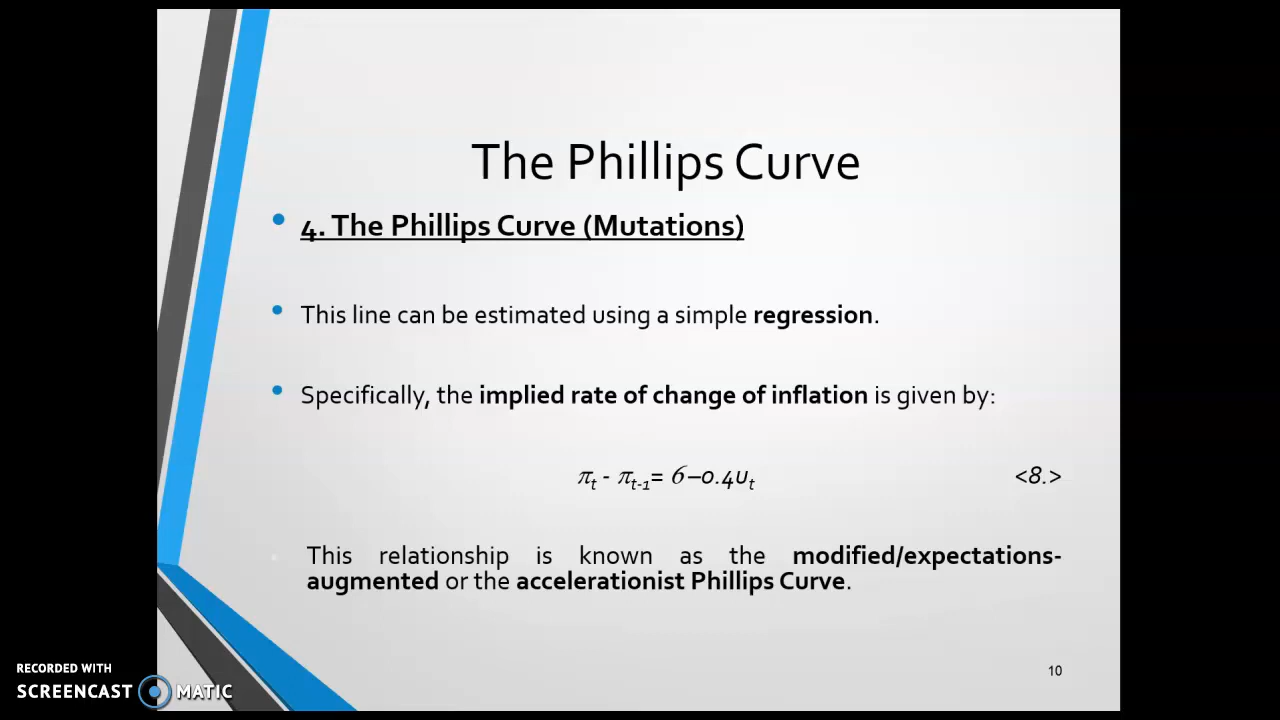 The Phillips Curve
4. The Phillips Curve (Mutations)
This line can be estimated using a simple regression.
Specifically, the implied rate of change of inflation is given by:
πt - πt-1= 6–0.4ut <8.>
This relationship is known as the modified/expectations-
augmented or the accelerationist Phillips Curve.
10
RECORDED WITH
SCREENCAST MATIC